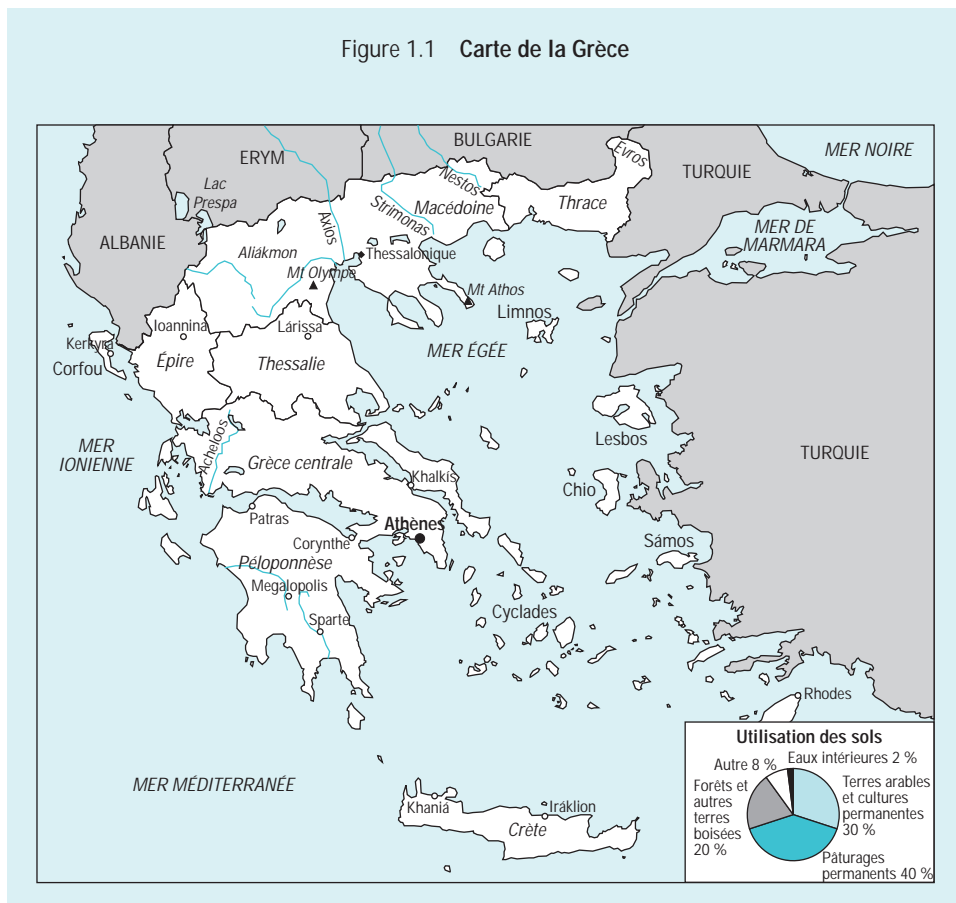 Figure 1.1 Carte de la Grèce
BULGARIE
MER NOIRE
ERYM
Evros
TURQUIE
Lac
Prespa
Nestos
Thrace
Macédoine
Strimonas
Axios
MER DE
MARMARA
ALBANIE
Aliákmon
Thessalonique
Mt Olympe
Mt Athos
Limnos
Ioannina
Lárissa
Kerkyra
Corfou
Épire
Thessalie
MER ÉGÉE
Lesbos
MER
IONIENNE
Acheloos
Grèce centrale
TURQUIE
Khalkís
Chio
Patras
Athènes
Corynthe
Sámos
Péloponnèse
Megalopolis
Cyclades
Sparte
Rhodes
MER MÉDITERRANÉE
Khaniá
Iráklion
Crète
Utilisation des sols
Autre 8 %
Eaux intérieures 2 %
Forêts et
autres
terres
boisées
20 %
Terres arables
et cultures
permanentes
30 %
Pâturages
permanents 40 %